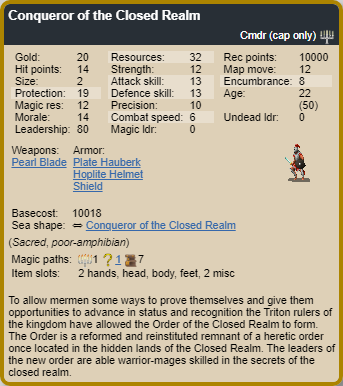 Conqueror of the Closed Realm
Cmdr (cap only)
Gold: 20 Resources: 32 Rec points: 10000
Hit points: 14 Strength: 12 Map move: 12
Size: 2 Attack skill: 13 Encumbrance: 8
Protection: 19 Defence skill: 13 Age: 22
Magic res: 12 Precision: 10 (50)
Morale: 14 Combat speed: 6 Undead ldr: 0
Leadership: 80 Magic ldr: 0
Weapons: Armor:
Pearl Blade Plate Hauberk
Hoplite Helmet
Shield
Basecost: 10018
Sea shape: ⇔ Conqueror of the Closed Realm
(Sacred, poor-amphibian)
Magic paths: 1 ? 1 7
Item slots: 2 hands, head, body, feet, 2 misc
To allow mermen some ways to prove themselves and give them
opportunities to advance in status and recognition the Triton rulers of
the kingdom have allowed the Order of the Closed Realm to form.
The Order is a reformed and reinstituted remnant of a heretic order
once located in the hidden lands of the Closed Realm. The leaders of
the new order are able warrior-mages skilled in the secrets of the
closed realm.